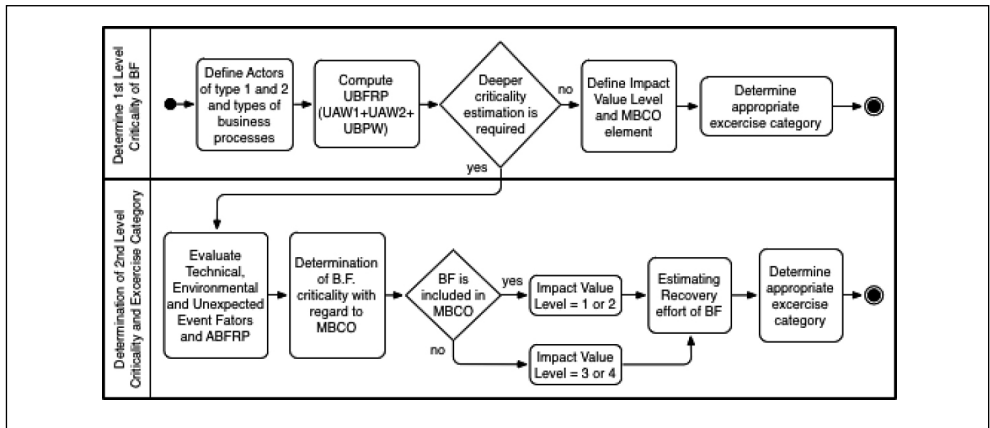 Determine 1st Level
Criticality of BF
Define Actors
of type 1 and 2
and types of
business
processes
Compute
UBFRP
(UAW1+UAW2+
UBPW)
Deeper
criticality
estimation is
required
no
yes
Define Impact
Value Level
and MBCO
element
Determine
appropriate
excercise category
Determination of 2nd Level
Criticality and Excercise Category
Evaluate
Technical,
Environmental
and Unexpected
Event Fators
and ABFRP
Determination
of B.F.
criticality with
regard to
MBCO
BF is
included in
MBCO
yes
no
Impact Value
Level = 1 or 2
Impact Value
Level = 3 or 4
Estimating
Recovery
effort of BF
Determine
appropriate
excercise
category